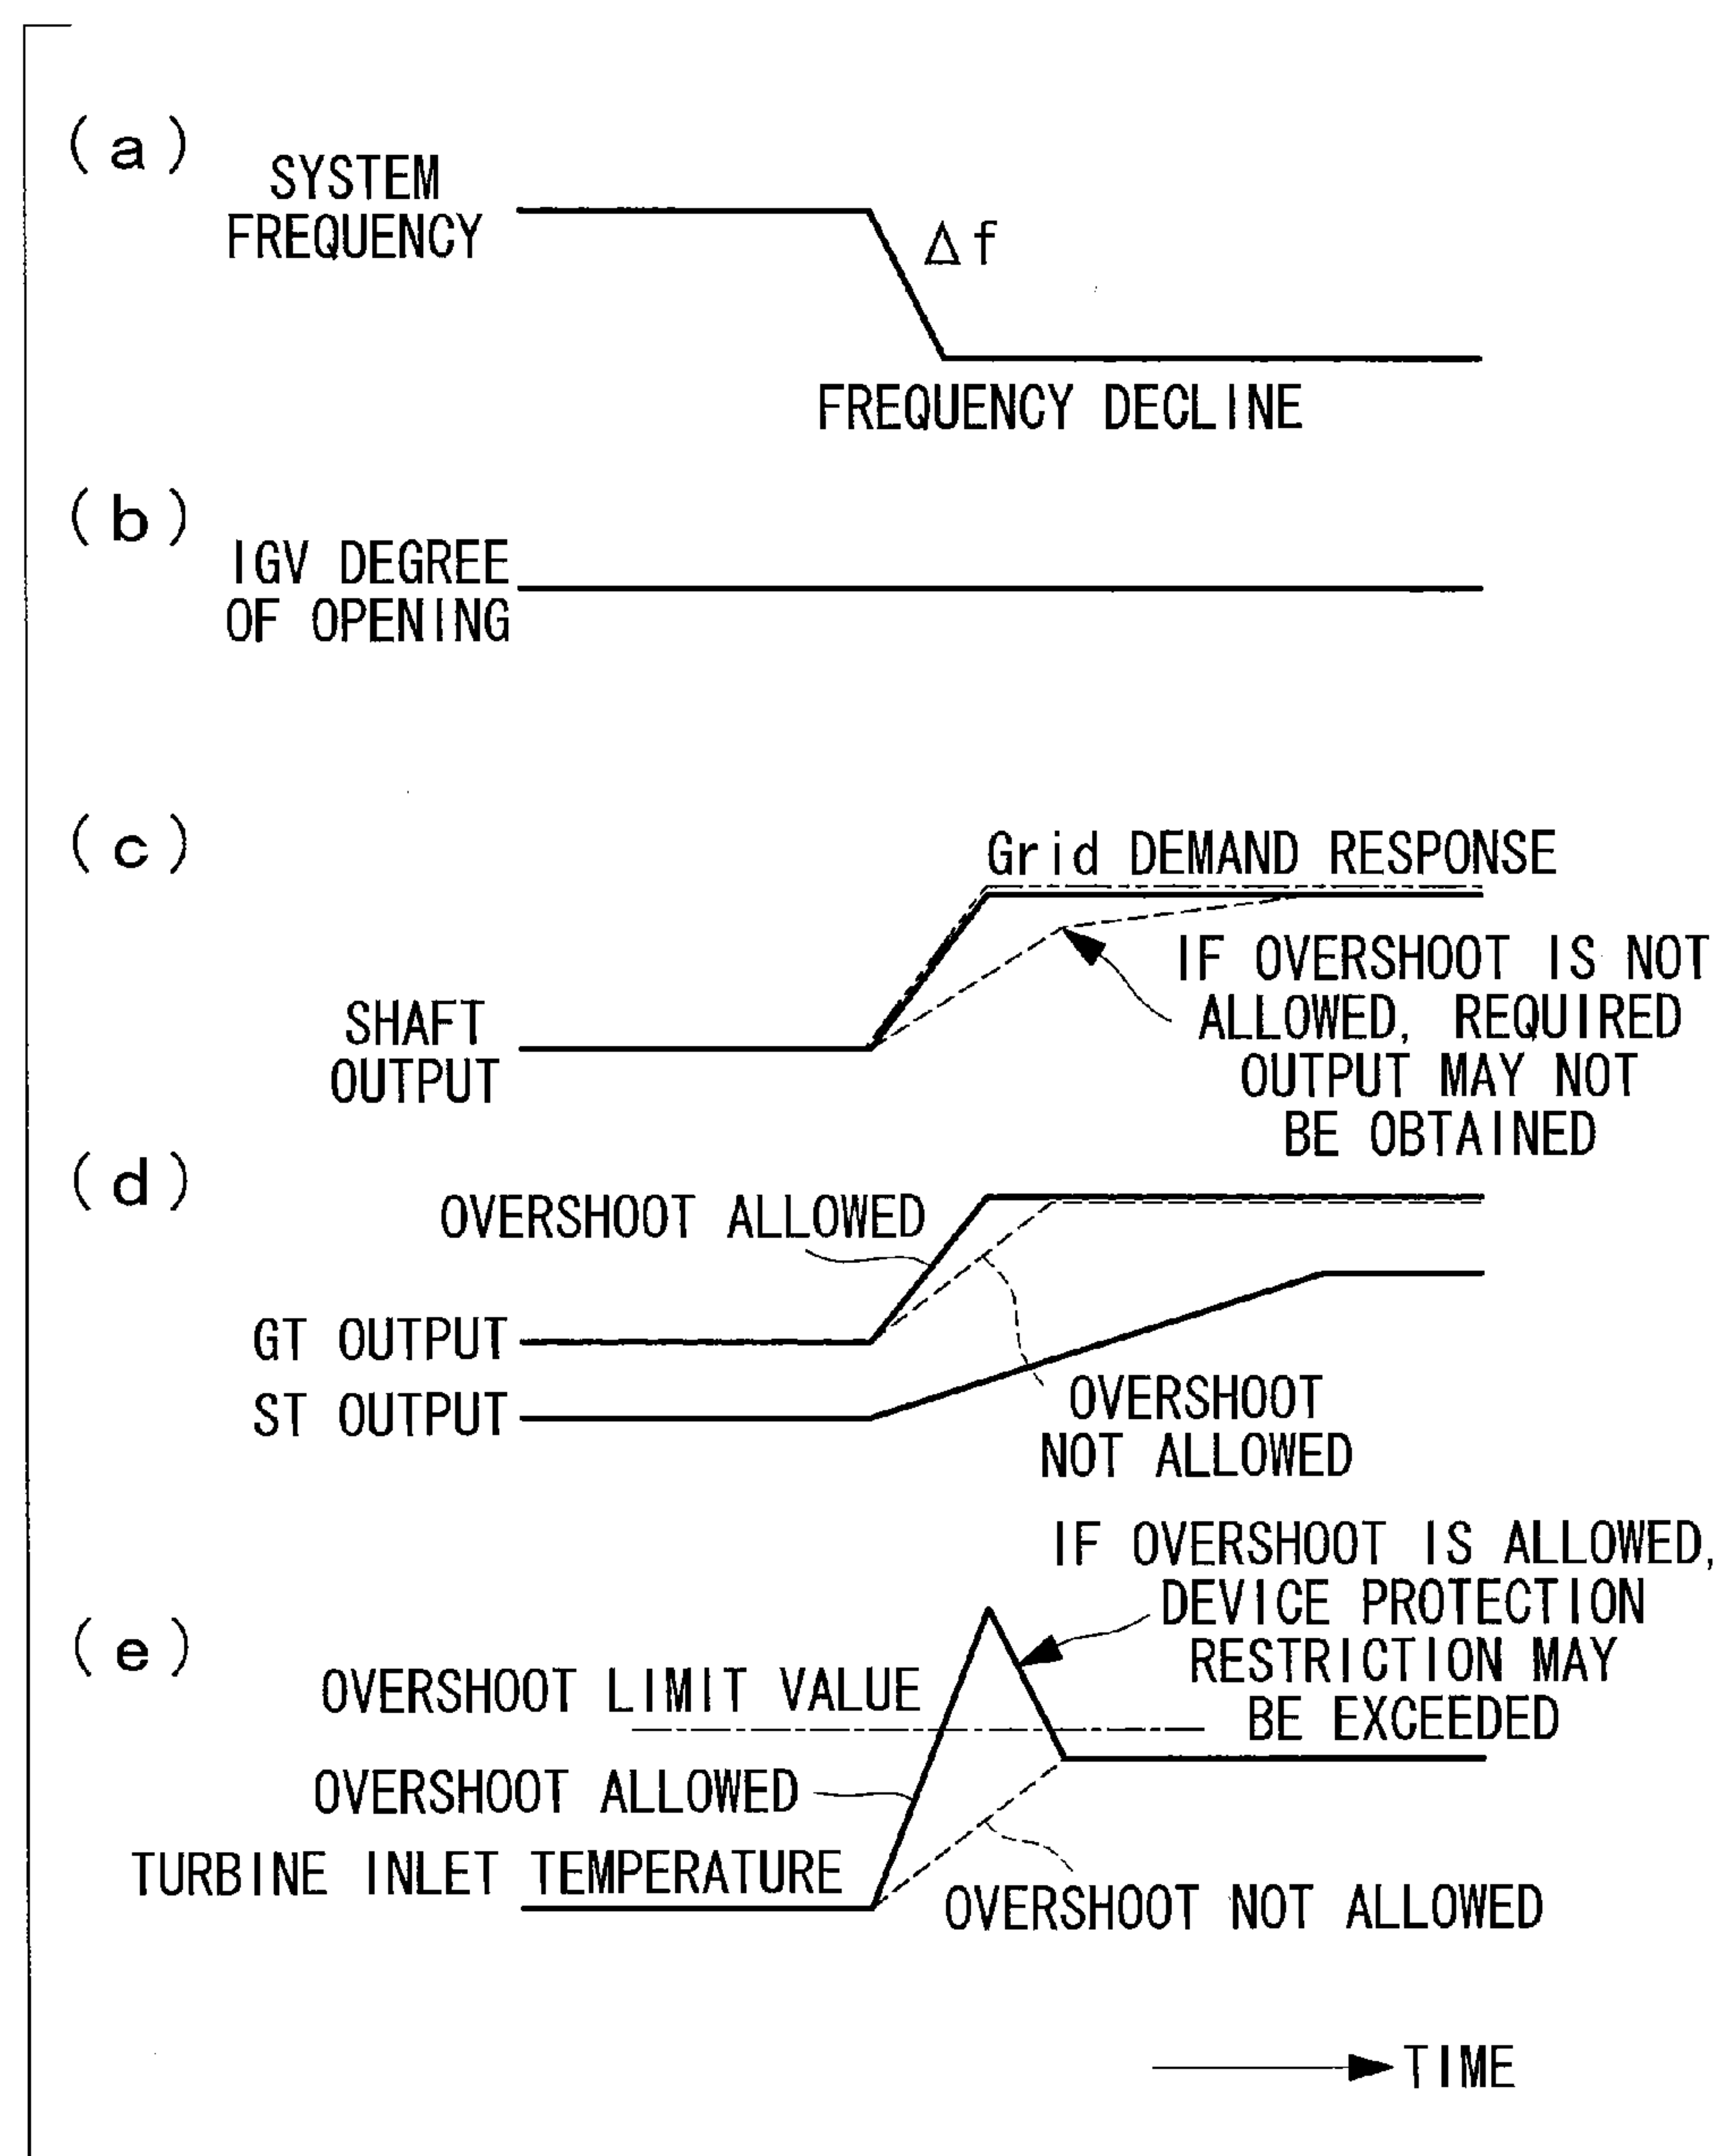 (a)
SYSTEM
FREQUENCY
Δf
FREQUENCY DECLINE
(b)
IGV DEGREE
OF OPENING
(c)
Grid DEMAND RESPONSE
IF OVERSHOOT IS NOT
ALLOWED, REQUIRED
OUTPUT MAY NOT
BE OBTAINED
SHAFT
OUTPUT
(d)
OVERSHOOT ALLOWED
GT OUTPUT
ST OUTPUT
OVERSHOOT
NOT ALLOWED
IF OVERSHOOT IS ALLOWED,
DEVICE PROTECTION
RESTRICTION MAY
BE EXCEEDED
(e)
OVERSHOOT LIMIT VALUE
OVERSHOOT ALLOWED
TURBINE INLET TEMPERATURE
OVERSHOOT NOT ALLOWED
TIME